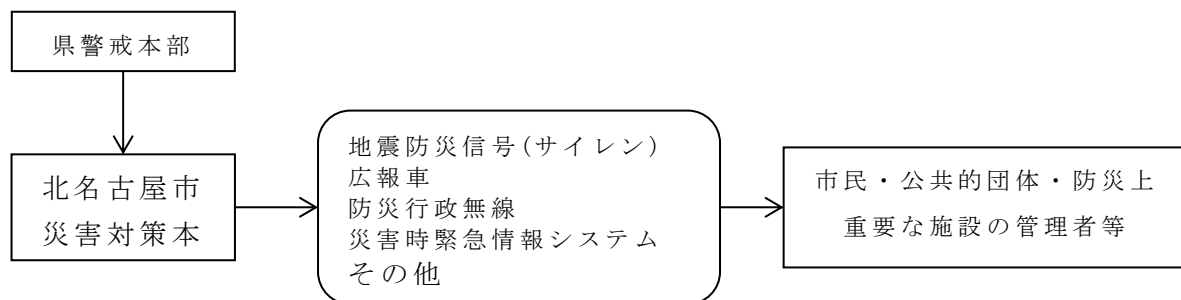 県警戒本部
北名古屋市
災害対策本
地震防災信号(サイレン)
広報車
防災行政無線
災害時緊急情報システム
その他
市民・公共的団体・防災上
重要な施設の管理者等